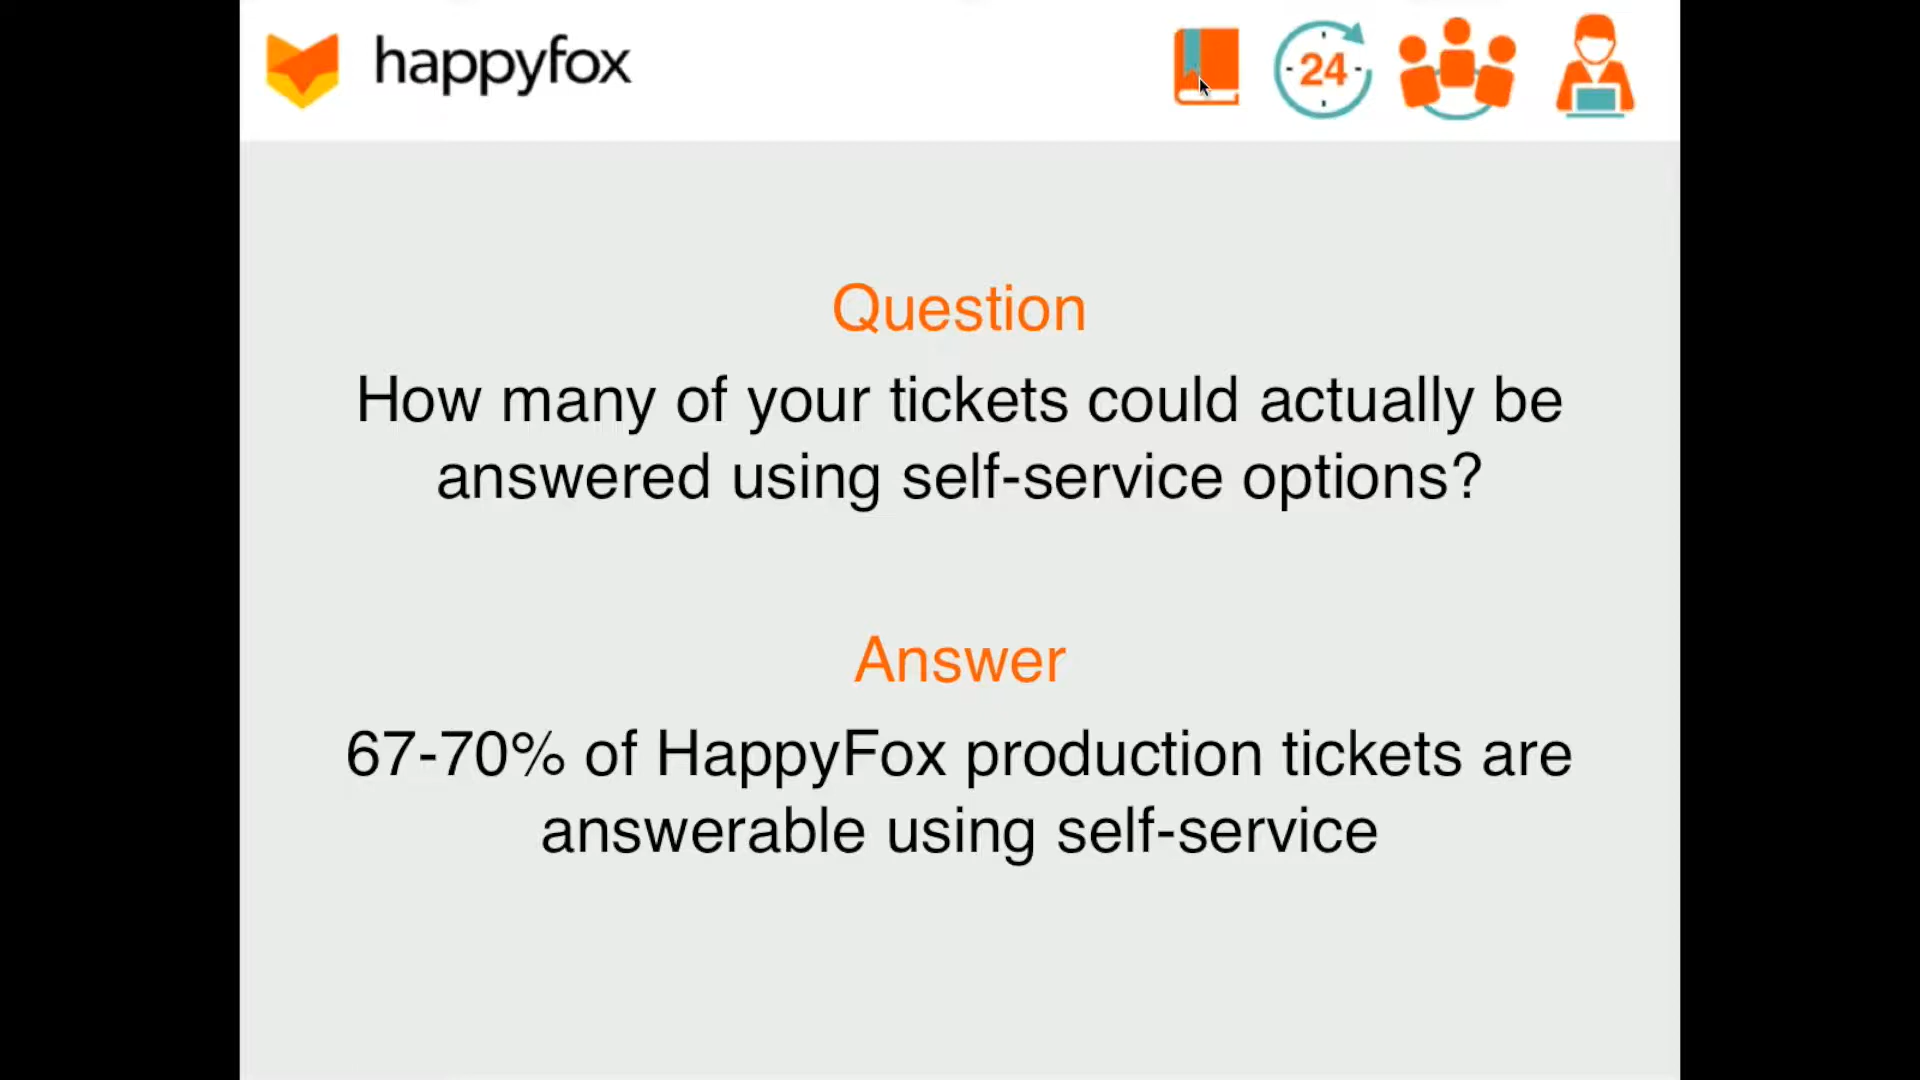 happyfox
24
Question
How many of your tickets could actually be
answered using self-service options?
Answer
67-70% of HappyFox production tickets are
answerable using self-service